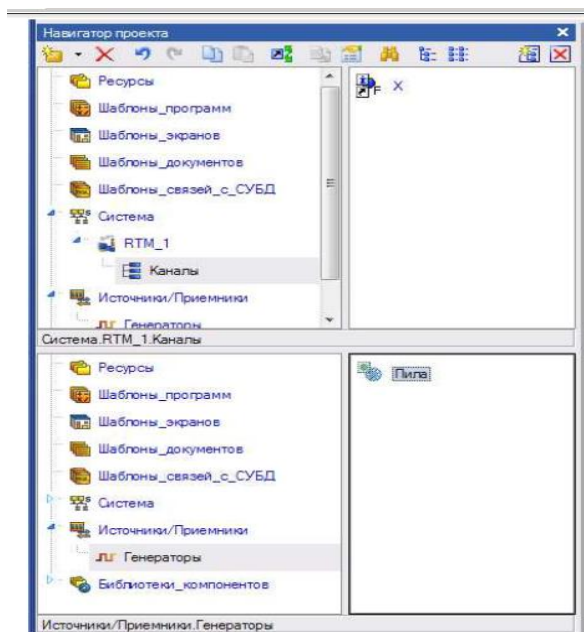 Навигатор проекта
Ресурсы
Шаблоны_программ
Шаблоны_экранов
Шаблоны_документов
Шаблоны_связей_с_СУБД
Система
RTM_1
Каналы
Источники/Приемники
Генераторы
F X
Система.RTM_1.Каналы
Ресурсы
Шаблоны_программ
Шаблоны_экранов
Шаблоны_документов
Шаблоны_связей_с_СУБД
Система
Источники/Приемники
Генераторы
Библиотеки_компонентов
Пила
Источники/Приемники.Генераторы